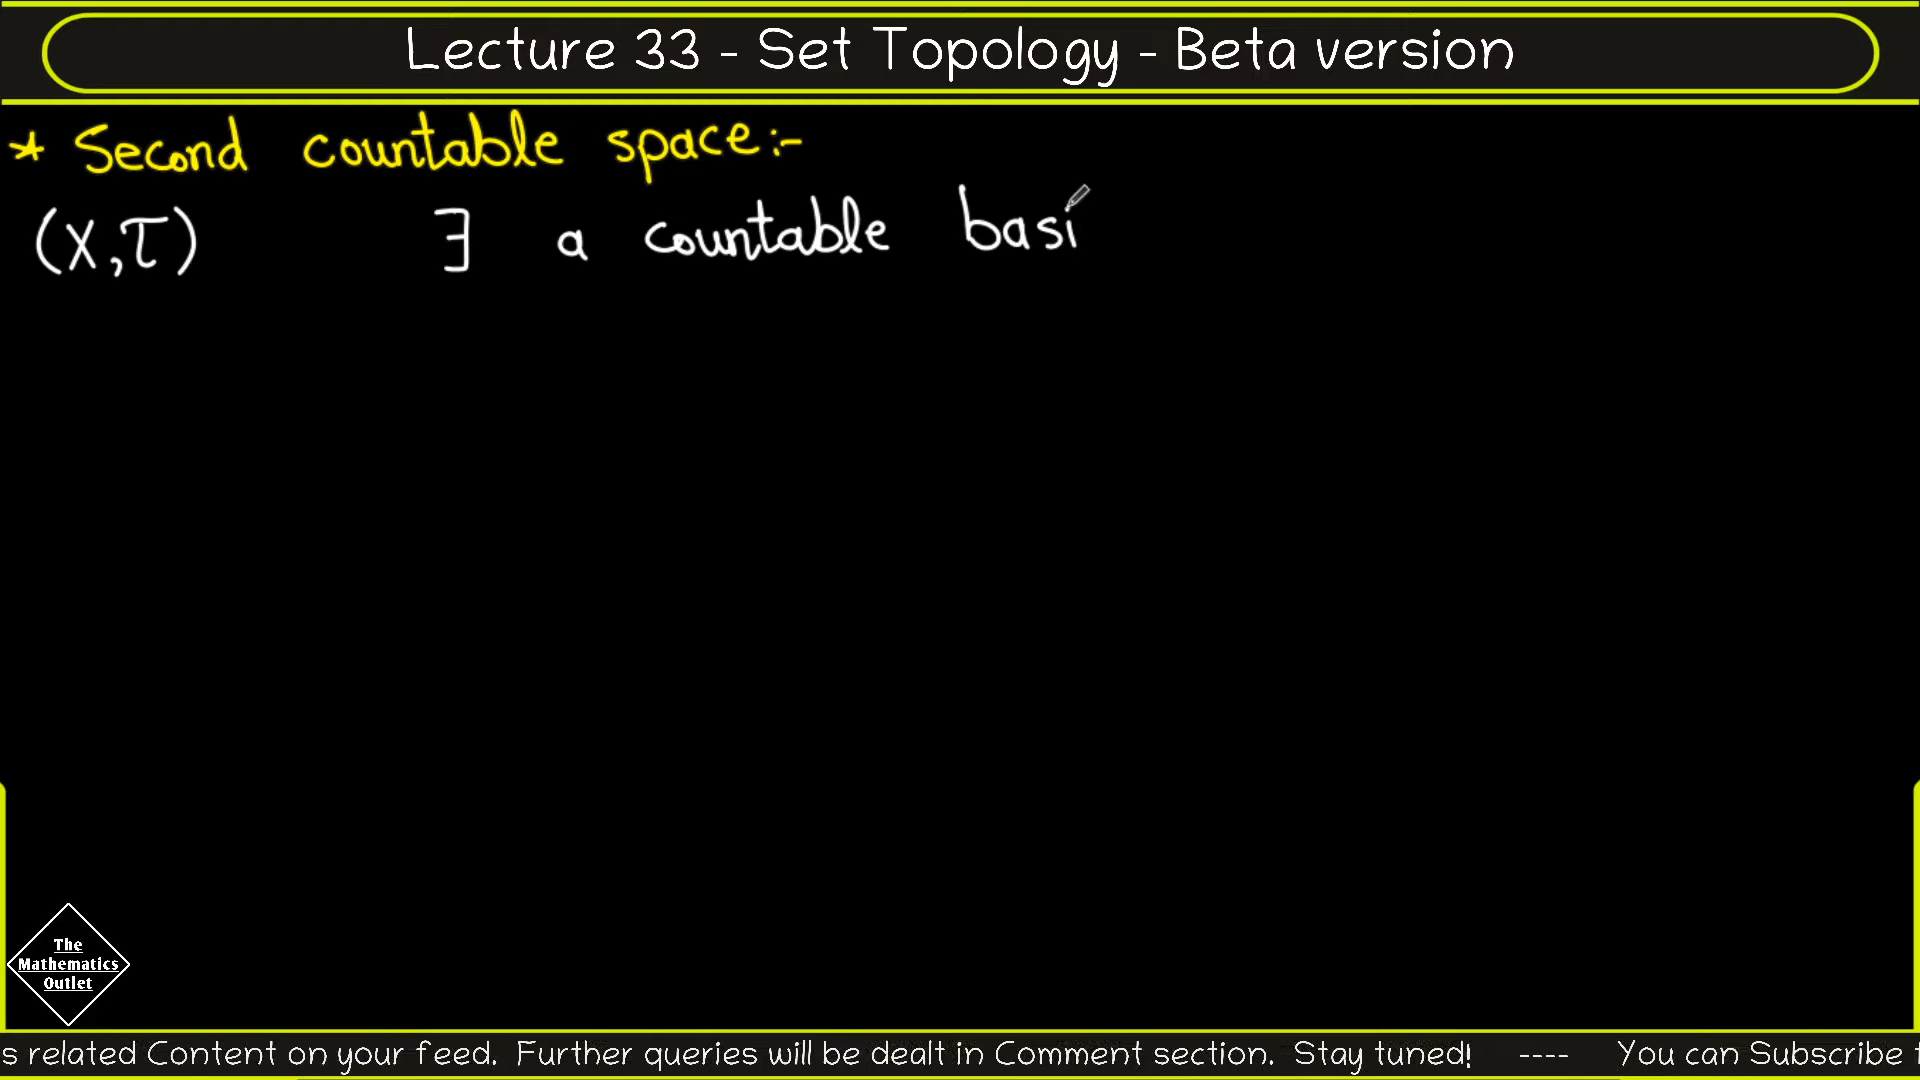 Lecture 33 - Set Topology - Beta version
* Second countable space:-
(X,τ) ∃ a countable basi
The
Mathematics
Outlet
s related Content on your feed. Further queries will be dealt in Comment section. Stay tuned! ---- You can Subscribe